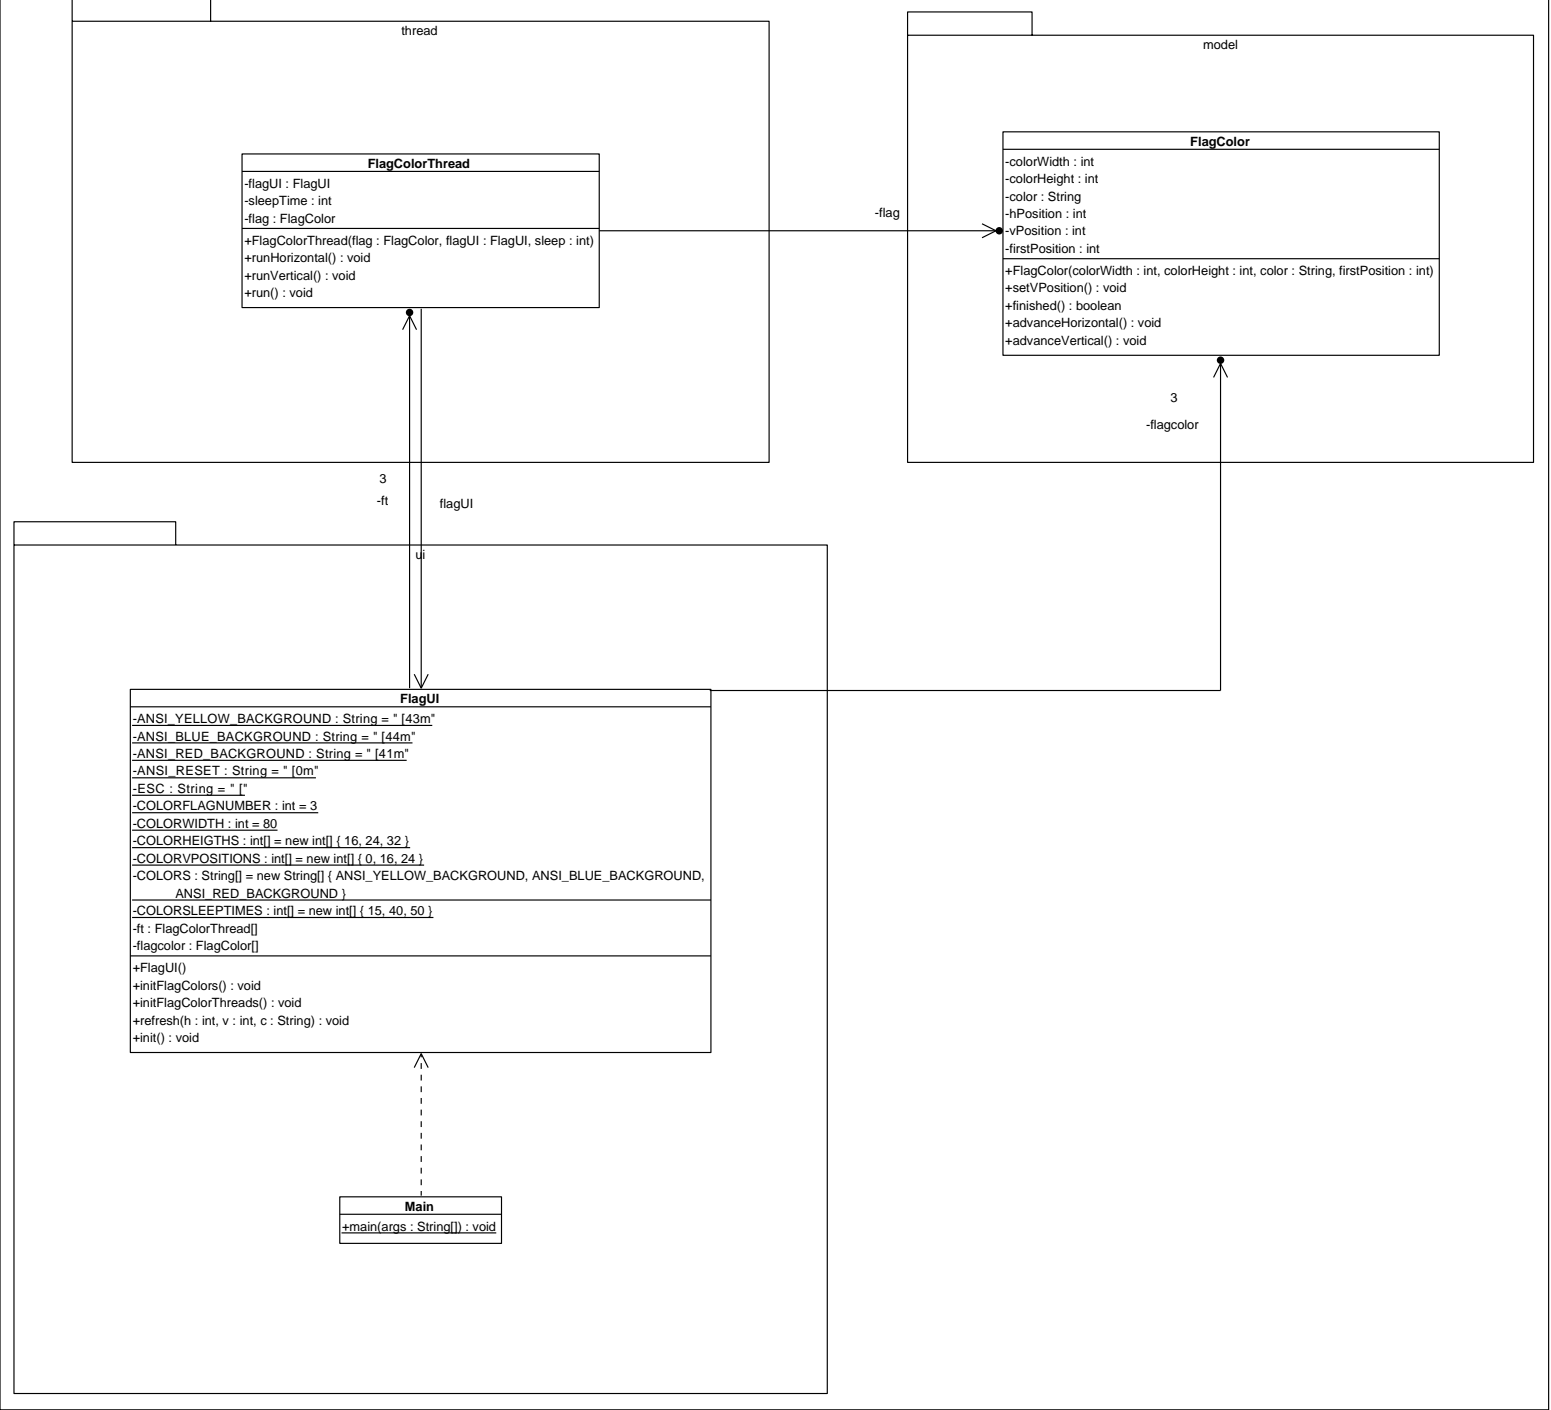 thread
model
FlagColorThread
-flagUI : FlagUI
-sleepTime : int
-flag : FlagColor
+FlagColorThread(flag : FlagColor, flagUI : FlagUI, sleep : int)
+runHorizontal() : void
+runVertical() : void
+run() : void
-flag
FlagColor
-colorWidth : int
-colorHeight : int
-color : String
-hPosition : int
-vPosition : int
-firstPosition : int
+FlagColor(colorWidth : int, colorHeight : int, color : String, firstPosition : int)
+setVPosition() : void
+finished() : boolean
+advanceHorizontal() : void
+advanceVertical() : void
3
-flagcolor
3
-ft
flagUI
ui
FlagUI
-ANSI_YELLOW_BACKGROUND : String = " [43m"
-ANSI_BLUE_BACKGROUND : String = " [44m"
-ANSI_RED_BACKGROUND : String = " [41m"
-ANSI_RESET : String = " [0m"
-ESC : String = " ["
-COLORFLAGNUMBER : int = 3
-COLORWIDTH : int = 80
-COLORHEIGTHS : int[] = new int[] { 16, 24, 32 }
-COLORVPOSITIONS : int[] = new int[] { 0, 16, 24 }
-COLORS : String[] = new String[] { ANSI_YELLOW_BACKGROUND, ANSI_BLUE_BACKGROUND,
ANSI_RED_BACKGROUND }
-COLORSLEEPTIMES : int[] = new int[] { 15, 40, 50 }
-ft : FlagColorThread[]
-flagcolor : FlagColor[]
+FlagUI()
+initFlagColors() : void
+initFlagColorThreads() : void
+refresh(h : int, v : int, c : String) : void
+init() : void
Main
+main(args : String[]) : void